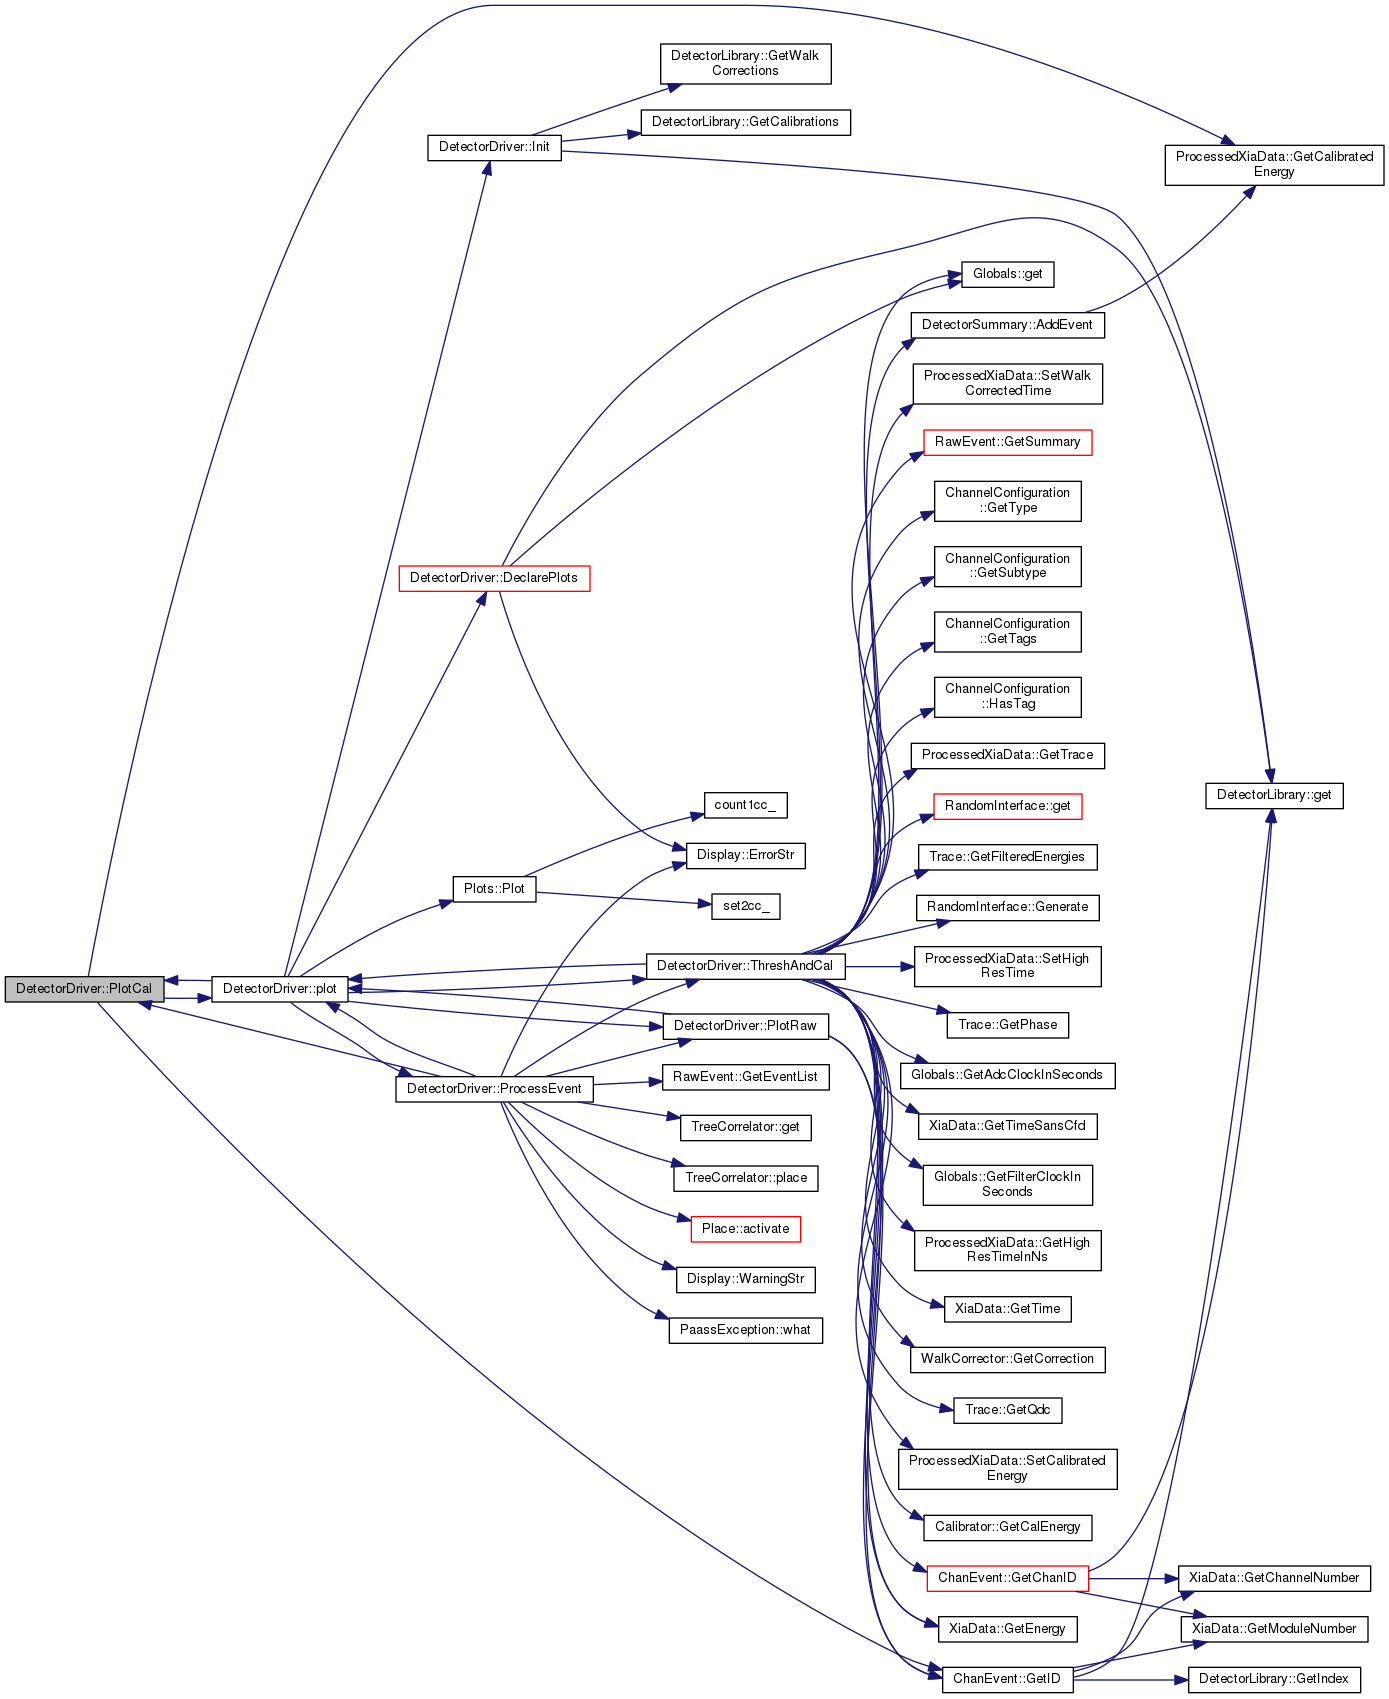 DetectorLibrary::GetWalk
Corrections
DetectorLibrary::GetCalibrations
DetectorDriver::Init
ProcessedXiaData::GetCalibrated
Energy
Globals::get
DetectorSummary::AddEvent
ProcessedXiaData::SetWalk
CorrectedTime
RawEvent::GetSummary
ChannelConfiguration
::GetType
ChannelConfiguration
::GetSubtype
DetectorDriver::DeclarePlots
ChannelConfiguration
::GetTags
ChannelConfiguration
::HasTag
ProcessedXiaData::GetTrace
DetectorLibrary::get
count1cc_
RandomInterface::get
Display::ErrorStr
Trace::GetFilteredEnergies
Plots::Plot
set2cc_
RandomInterface::Generate
DetectorDriver::ThreshAndCal
ProcessedXiaData::SetHigh
ResTime
DetectorDriver::PlotCal
DetectorDriver::plot
DetectorDriver::PlotRaw
Trace::GetPhase
DetectorDriver::ProcessEvent
RawEvent::GetEventList
Globals::GetAdcClockInSeconds
TreeCorrelator::get
XiaData::GetTimeSansCfd
TreeCorrelator::place
Globals::GetFilterClockIn
Seconds
Place::activate
ProcessedXiaData::GetHigh
ResTimeInNs
Display::WarningStr
XiaData::GetTime
PaassException::what
WalkCorrector::GetCorrection
Trace::GetQdc
ProcessedXiaData::SetCalibrated
Energy
Calibrator::GetCalEnergy
ChanEvent::GetChanID
XiaData::GetChannelNumber
XiaData::GetEnergy
XiaData::GetModuleNumber
ChanEvent::GetID
DetectorLibrary::GetIndex